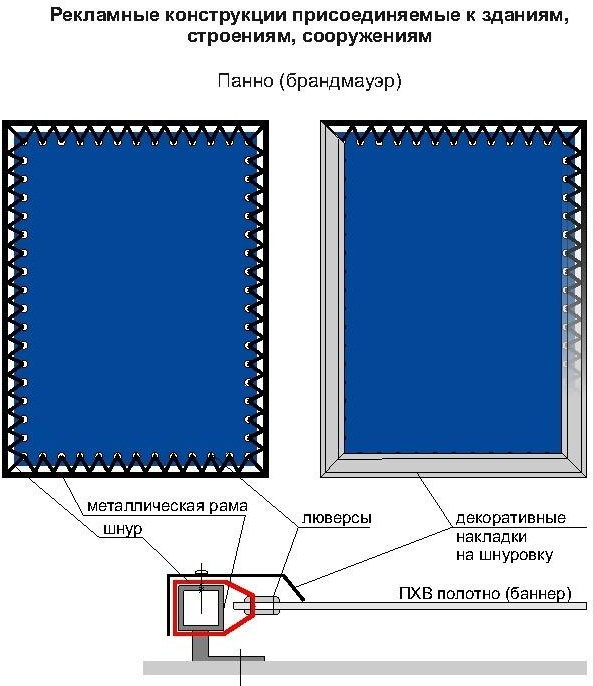 Рекламные конструкции присоединяемые к зданиям,
строениям, сооружениям
Панно (брандмауэр)
металлическая рама
шнур
люверсы
декоративные
накладки
на шнуровку
ПХВ полотно (баннер)